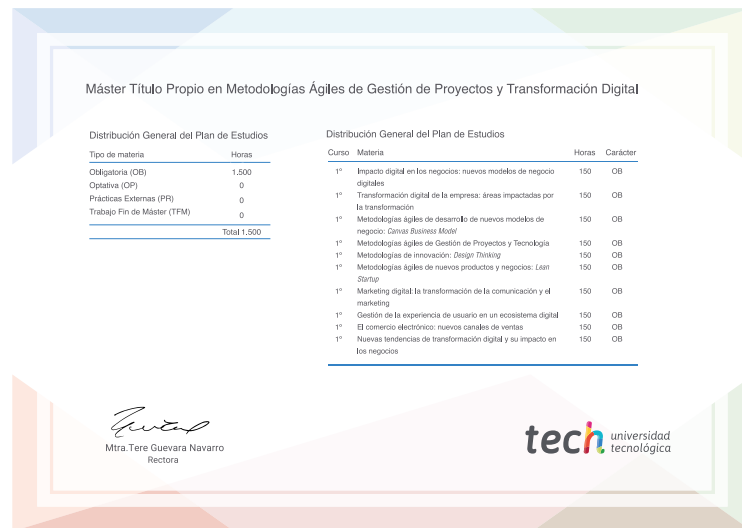 Máster Título Propio en Metodologías Ágiles de Gestión de Proyectos y Transformación Digital
Distribución General del Plan de Estudios
Tipo de materia Horas
Obligatoria (OB) 1.500
Optativa (OP) 0
Prácticas Externas (PR) 0
Trabajo Fin de Máster (TFM) 0
Total 1.500
Distribución General del Plan de Estudios
Curso Materia Horas Carácter
1º Impacto digital en los negocios: nuevos modelos de negocio 150 OB
digitales
1º Transformación digital de la empresa: áreas impactadas por 150 OB
la transformación
1º Metodologías ágiles de desarrollo de nuevos modelos de 150 OB
negocio: Canvas Business Model
1º Metodologías ágiles de Gestión de Proyectos y Tecnología 150 OB
1º Metodologías de innovación: Design Thinking 150 OB
1º Metodologías ágiles de nuevos productos y negocios: Lean 150 OB
Startup
1º Marketing digital: la transformación de la comunicación y el 150 OB
marketing
1º Gestión de la experiencia de usuario en un ecosistema digital 150 OB
1º El comercio electrónico: nuevos canales de ventas 150 OB
1º Nuevas tendencias de transformación digital y su impacto en 150 OB
los negocios
Mtra.Tere Guevara Navarro
Rectora
tech universidad
tecnológica